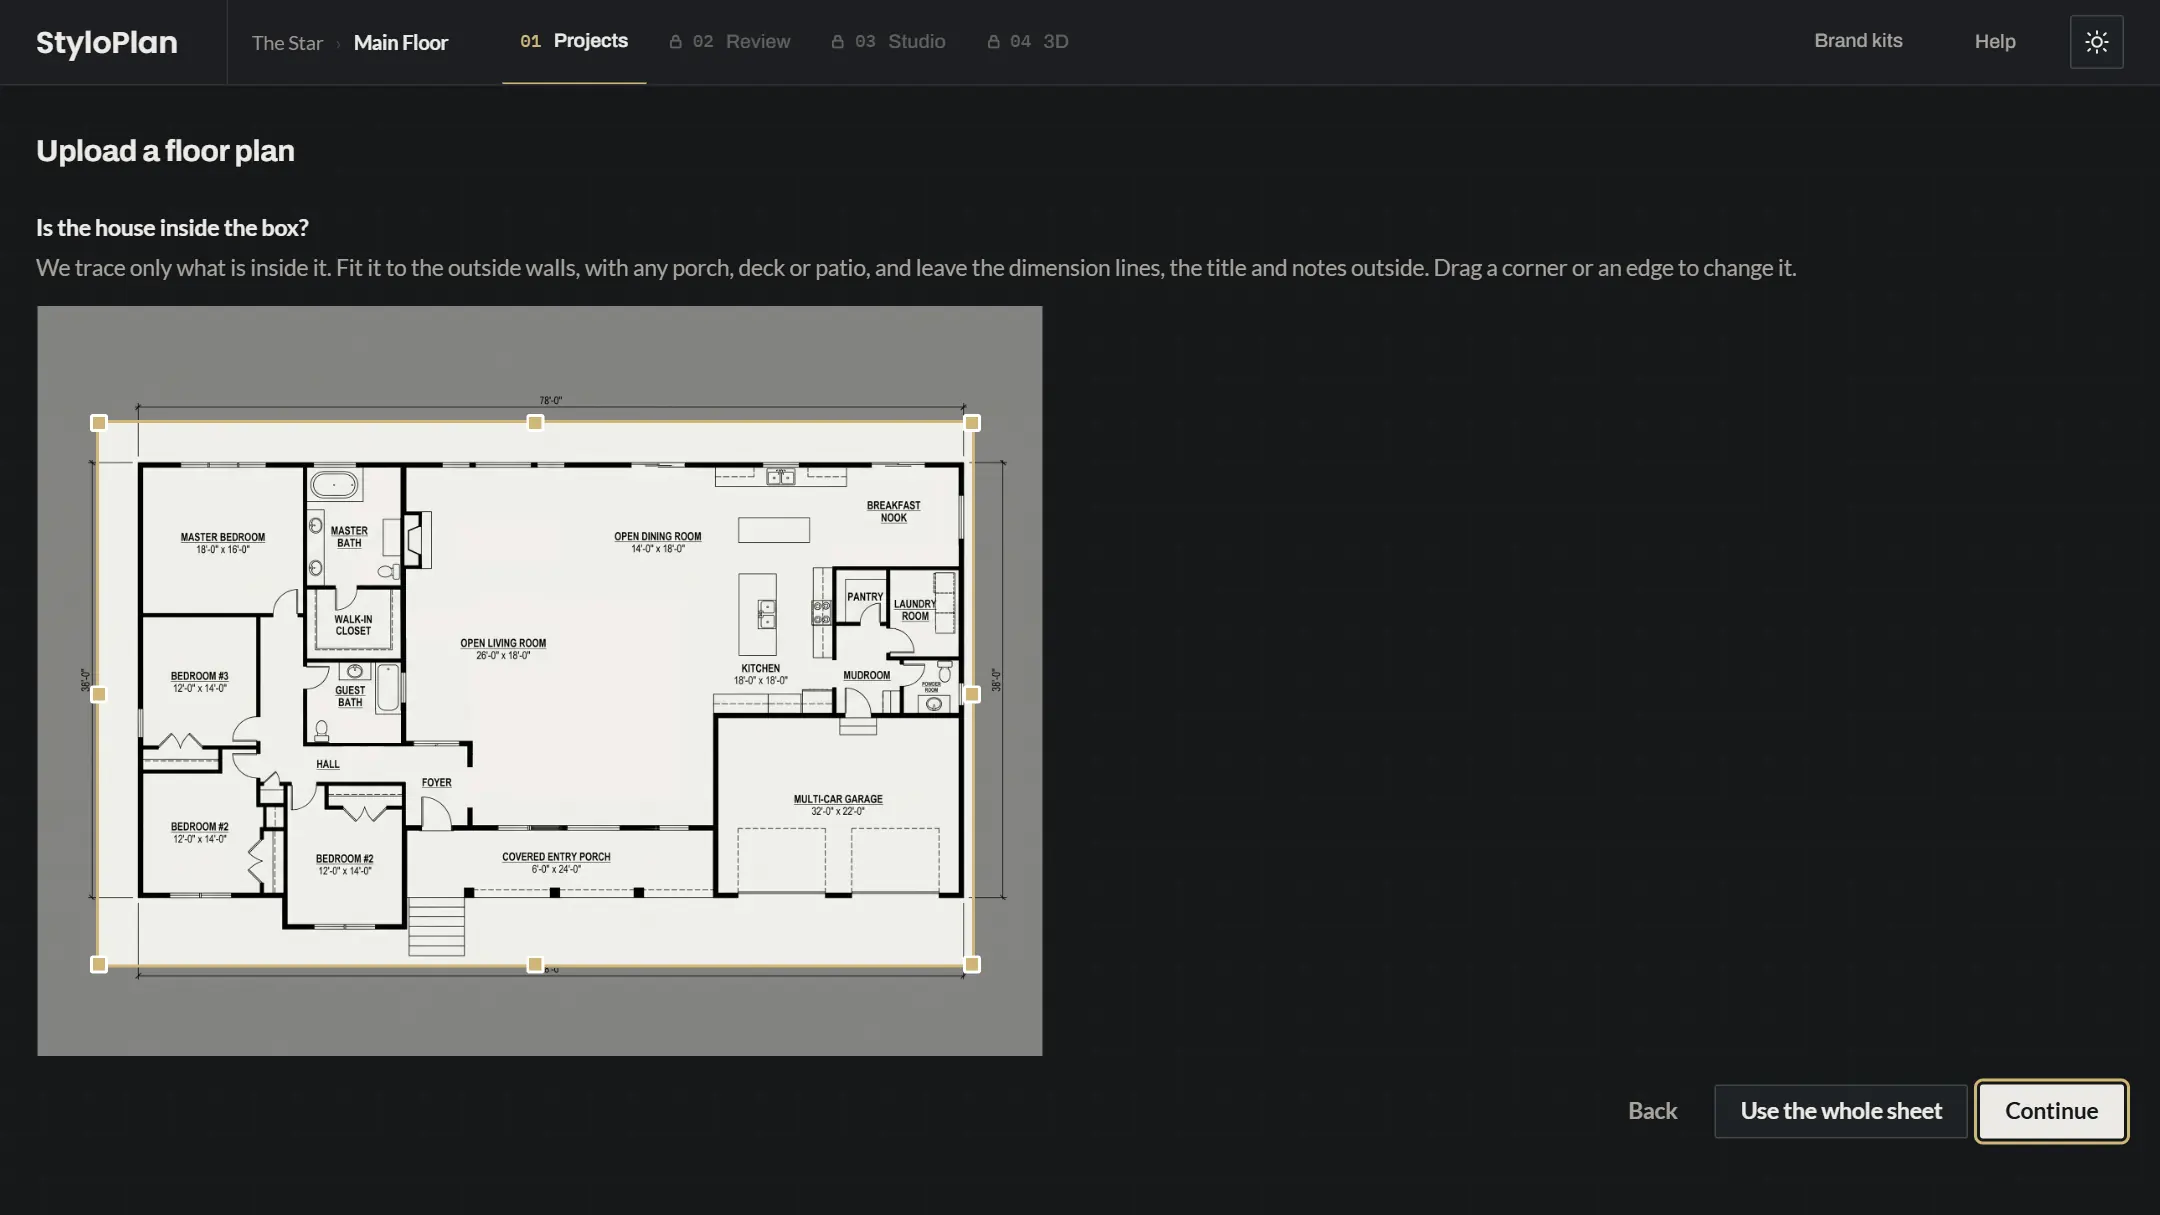 StyloPlan
The Star › Main Floor
01 Projects
02 Review
03 Studio
04 3D
Brand kits
Help
Upload a floor plan
Is the house inside the box?
We trace only what is inside it. Fit it to the outside walls, with any porch, deck or patio, and leave the dimension lines, the title and notes outside. Drag a corner or an edge to change it.
78'-0"
MASTER BEDROOM
18'-0" x 16'-0"
MASTER
BATH
OPEN DINING ROOM
14'-0" x 18'-0"
BREAKFAST
NOOK
WALK-IN
CLOSET
PANTRY
LAUNDRY
ROOM
OPEN LIVING ROOM
26'-0" x 18'-0"
BEDROOM #3
12'-0" x 14'-0"
GUEST
BATH
KITCHEN
18'-0" x 18'-0"
MUDROOM
POWDER
ROOM
38'-0"
38'-0"
HALL
FOYER
MULTI-CAR GARAGE
32'-0" x 22'-0"
BEDROOM #2
12'-0" x 14'-0"
BEDROOM #2
12'-0" x 14'-0"
COVERED ENTRY PORCH
6'-0" x 24'-0"
Back
Use the whole sheet
Continue